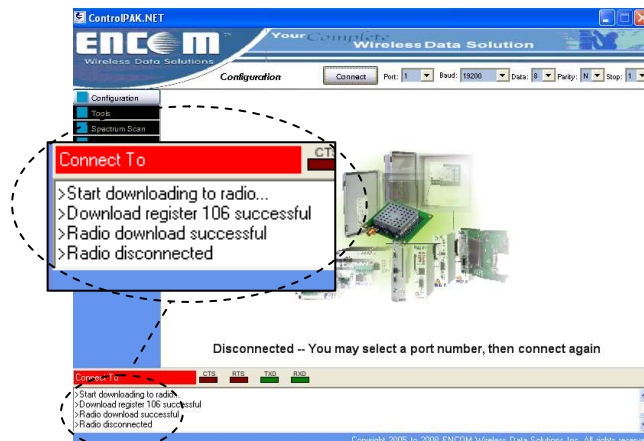 ControlPAK.NET
ENCOM
Wireless Data Solutions
Your Complete
Wireless Data Solution
Configuration
Connect Port: 1 Baud: 19200 Data: 8 Parity: N Stop: 1
Configuration
Tools
Spectrum Scan
Connect To CTS
>Start downloading to radio...
>Download register 106 successful
>Radio download successful
>Radio disconnected
Disconnected -- You may select a port number, then connect again
Connect To CTS RTS TXD RXD
>Start downloading to radio...
>Download register 106 successful
>Radio download successful
>Radio disconnected
Copyright 2005 to 2008 ENCOM Wireless Data Solutions Inc. All rights reserve